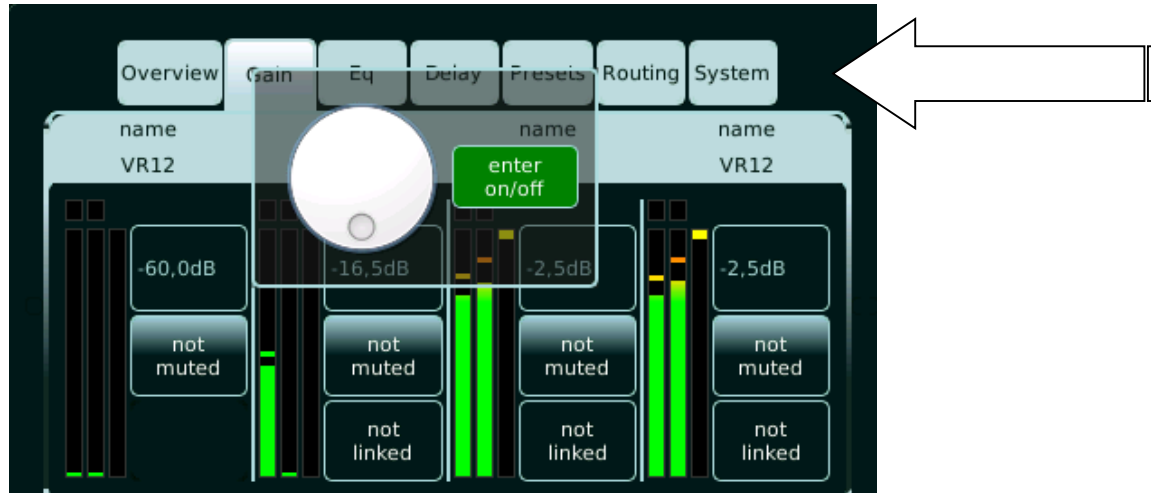 Overview Gain Eq Delay Presets Routing System
name name name
VR12 VR12
enter
on/off
-60,0dB -16,5dB -2,5dB -2,5dB
not not not not
muted muted muted muted
not not not
linked linked linked